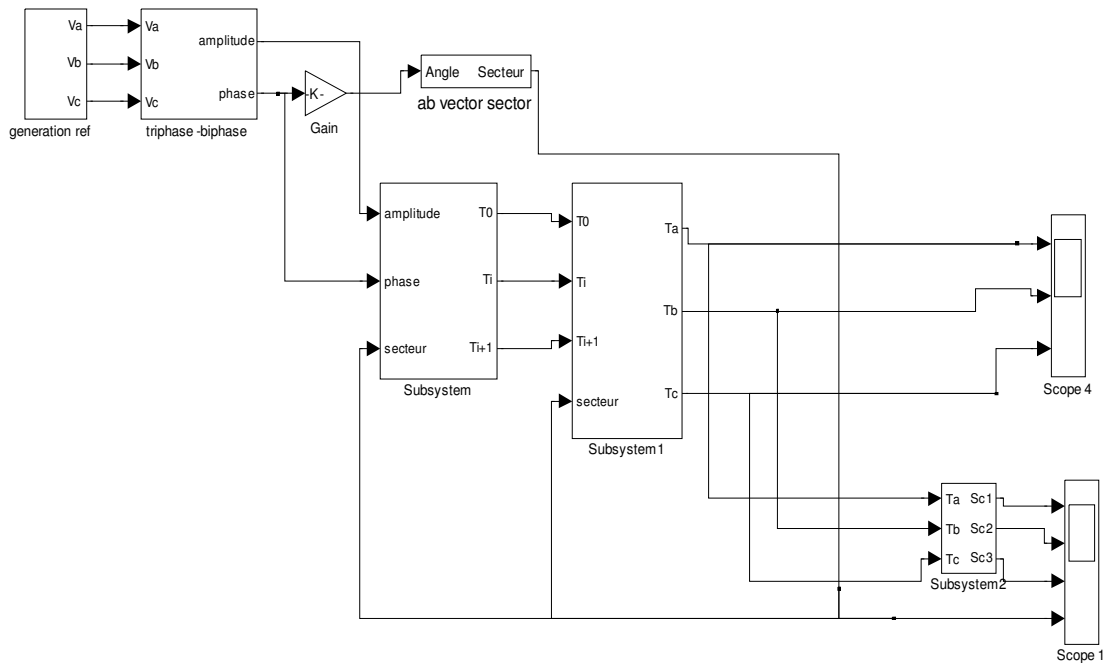 Va
Vb
Vc
generation ref
Va
Vb
Vc
amplitude
phase
triphase -biphase
-K-
Gain
Angle Secteur
ab vector sector
amplitude
phase
secteur
T0
Ti
Ti+1
Subsystem
T0
Ti
Ti+1
secteur
Ta
Tb
Tc
Subsystem1
Scope 4
Ta Sc1
Tb Sc2
Tc Sc3
Subsystem2
Scope 1